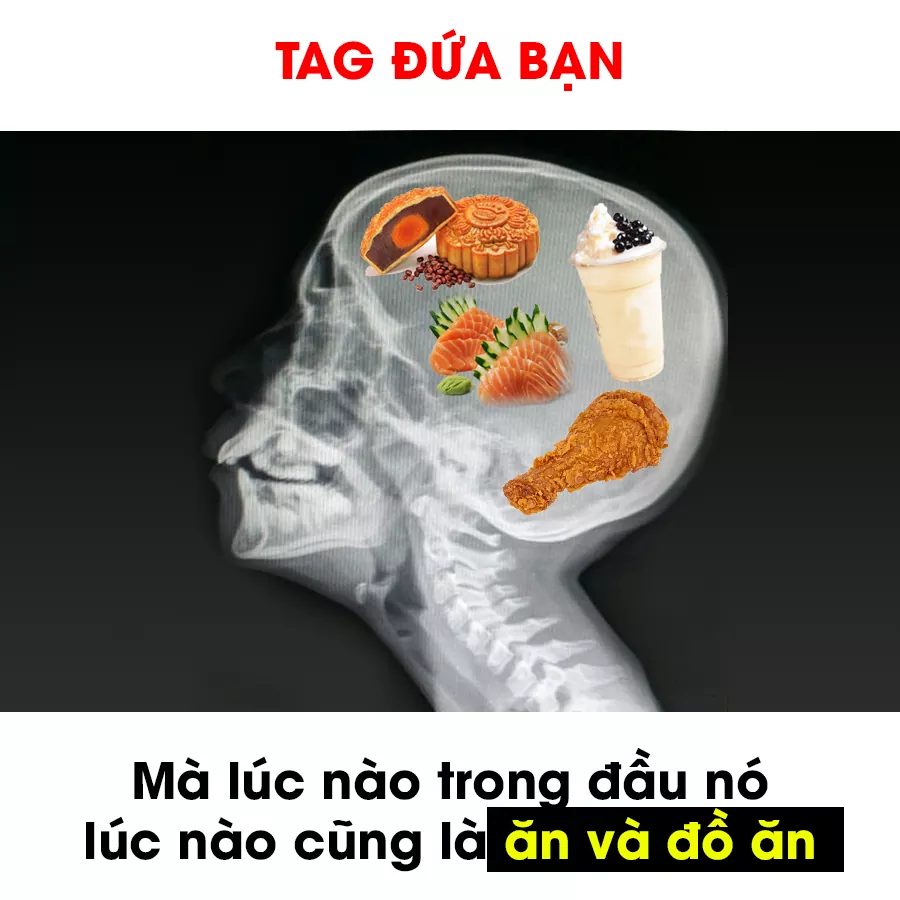 TAG ĐỨA BẠN
Mà lúc nào trong đầu nó
lúc nào cũng là ăn và đồ ăn